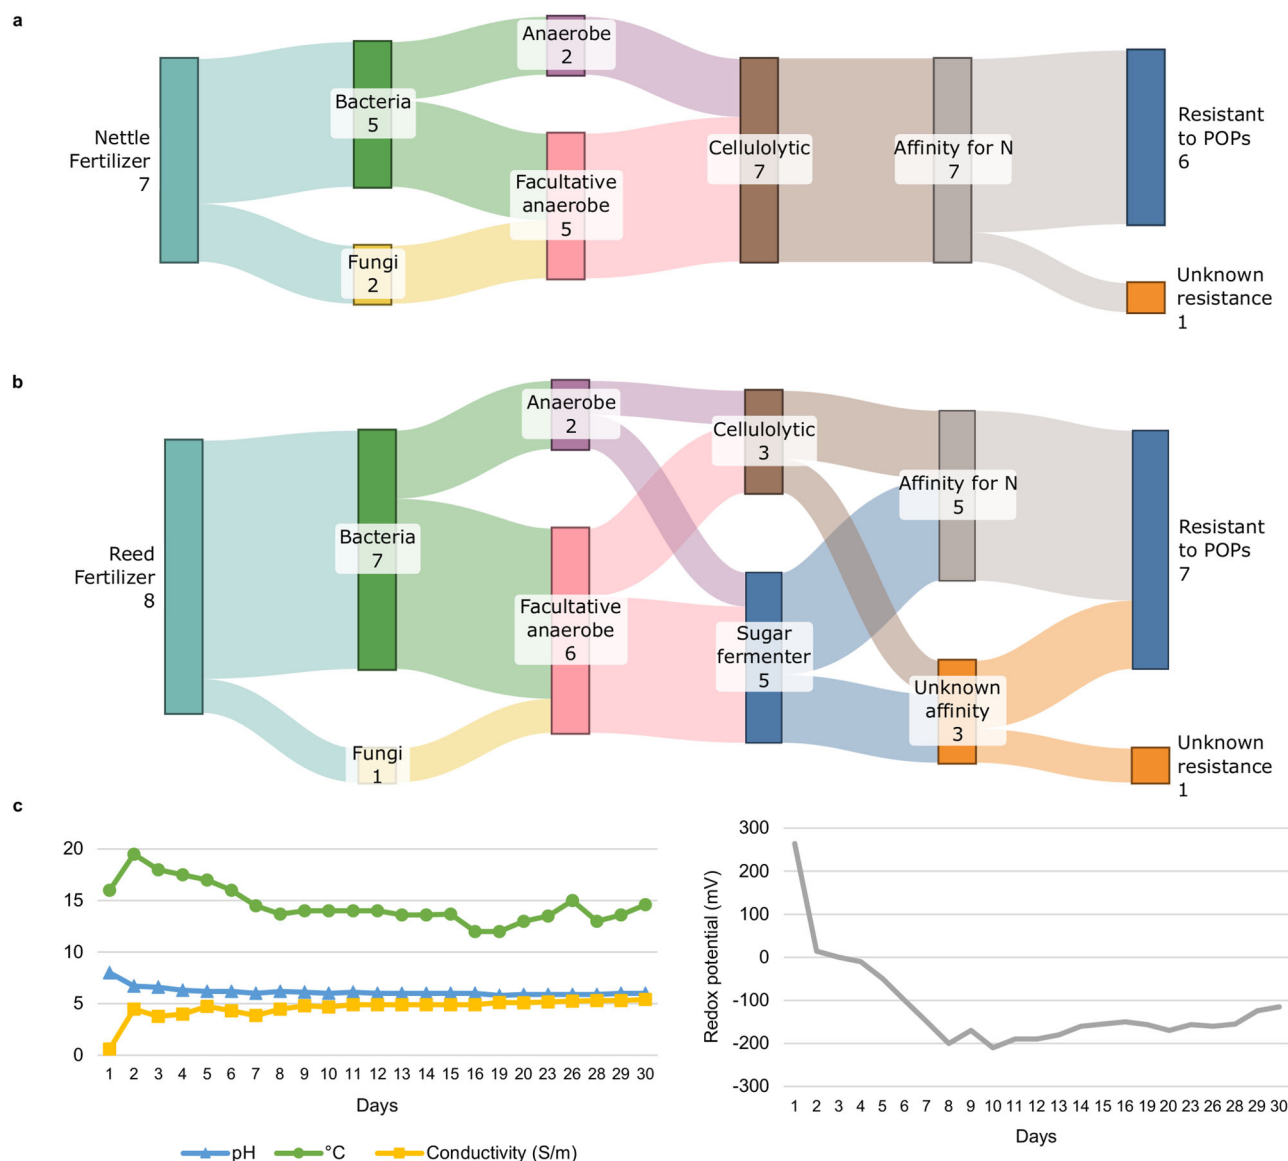 a
Nettle
Fertilizer
7
Bacteria
5
Fungi
2
Anaerobe
2
Facultative
anaerobe
5
Cellulolytic
7
Affinity for N
7
Resistant
to POPs
6
Unknown
resistance
1
b
Reed
Fertilizer
8
Bacteria
7
Fungi
1
Anaerobe
2
Facultative
anaerobe
6
Cellulolytic
3
Sugar
fermenter
5
Affinity for N
5
Unknown
affinity
3
Resistant
to POPs
7
Unknown
resistance
1
c
20
15
10
5
0
1 2 3 4 5 6 7 8 9 10 11 12 13 14 15 16 19 20 23 26 28 29 30
Days
pH °C Conductivity (S/m)
Redox potential (mV)
300
200
100
0
-100
-200
-300
1 2 3 4 5 6 7 8 9 10 11 12 13 14 15 16 19 20 23 26 28 29 30
Days